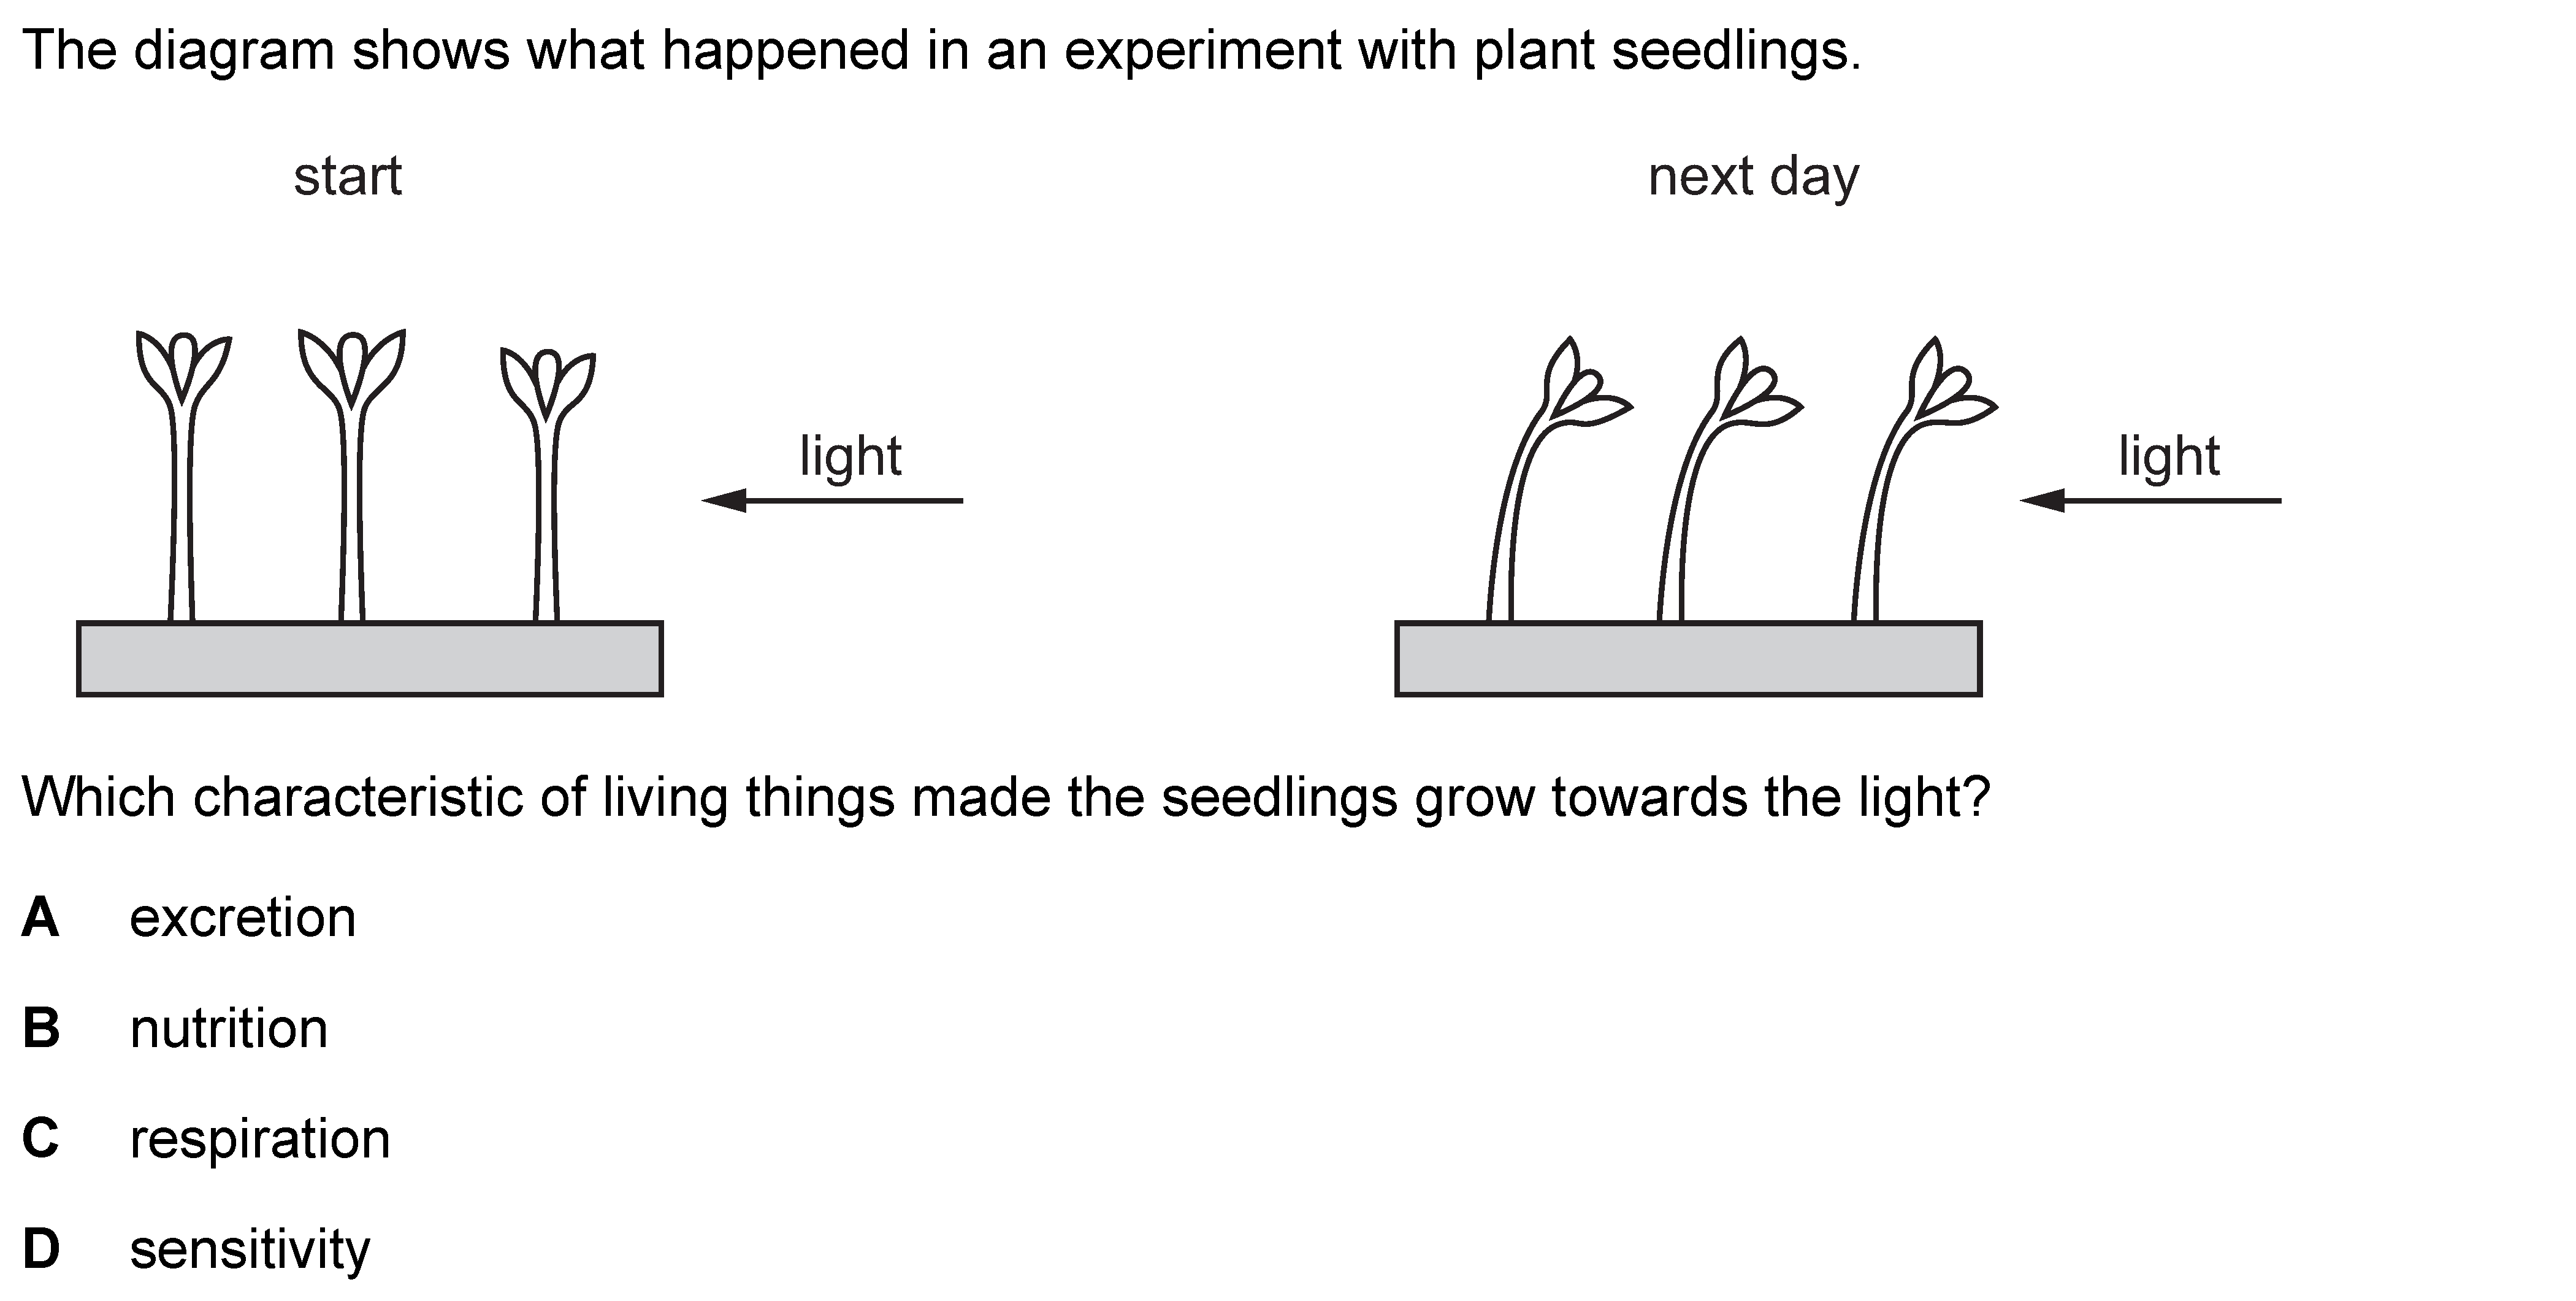 The diagram shows what happened in an experiment with plant seedlings.
start
next day
light
light
Which characteristic of living things made the seedlings grow towards the light?
A excretion
B nutrition
C respiration
D sensitivity